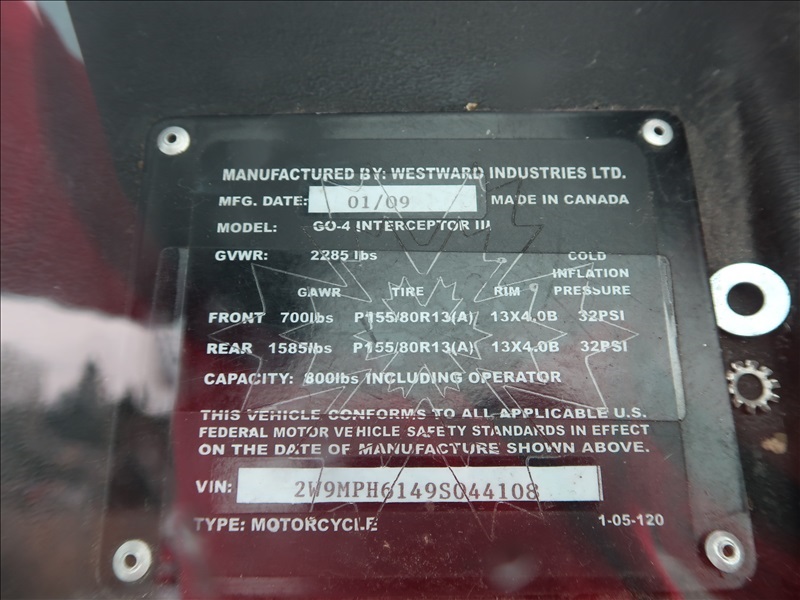 MANUFACTURED BY: WESTWARD INDUSTRIES LTD.
MFG. DATE: 01/09 MADE IN CANADA
MODEL: GO-4 INTERCEPTOR III
GVWR: 2285 lbs COLD
INFLATION
GAWR TIRE RIM PRESSURE
FRONT 700lbs P155/80R13(A) 13X4.0B 32PSI
REAR 1585lbs P155/80R13(A) 13X4.0B 32PSI
CAPACITY: 800lbs INCLUDING OPERATOR
THIS VEHICLE CONFORMS TO ALL APPLICABLE U.S.
FEDERAL MOTOR VEHICLE SAFETY STANDARDS IN EFFECT
ON THE DATE OF MANUFACTURE SHOWN ABOVE.
VIN: 2W9MPH6149S044108
TYPE: MOTORCYCLE 1-05-120